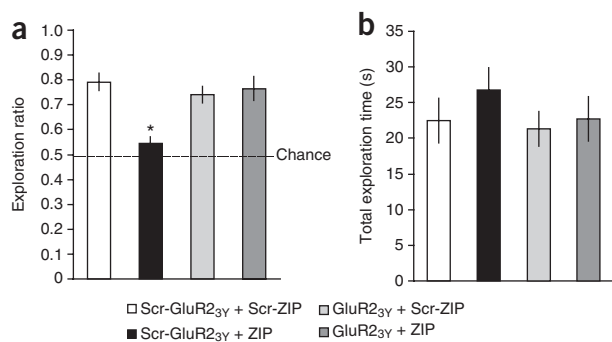 a
Exploration ratio
1.0
0.9
0.8
0.7
0.6
0.5
0.4
0.3
0.2
0.1
0
*
Chance
b
Total exploration time (s)
35
30
25
20
15
10
5
0
Scr-GluR2₃Y + Scr-ZIP
GluR2₃Y + Scr-ZIP
Scr-GluR2₃Y + ZIP
GluR2₃Y + ZIP